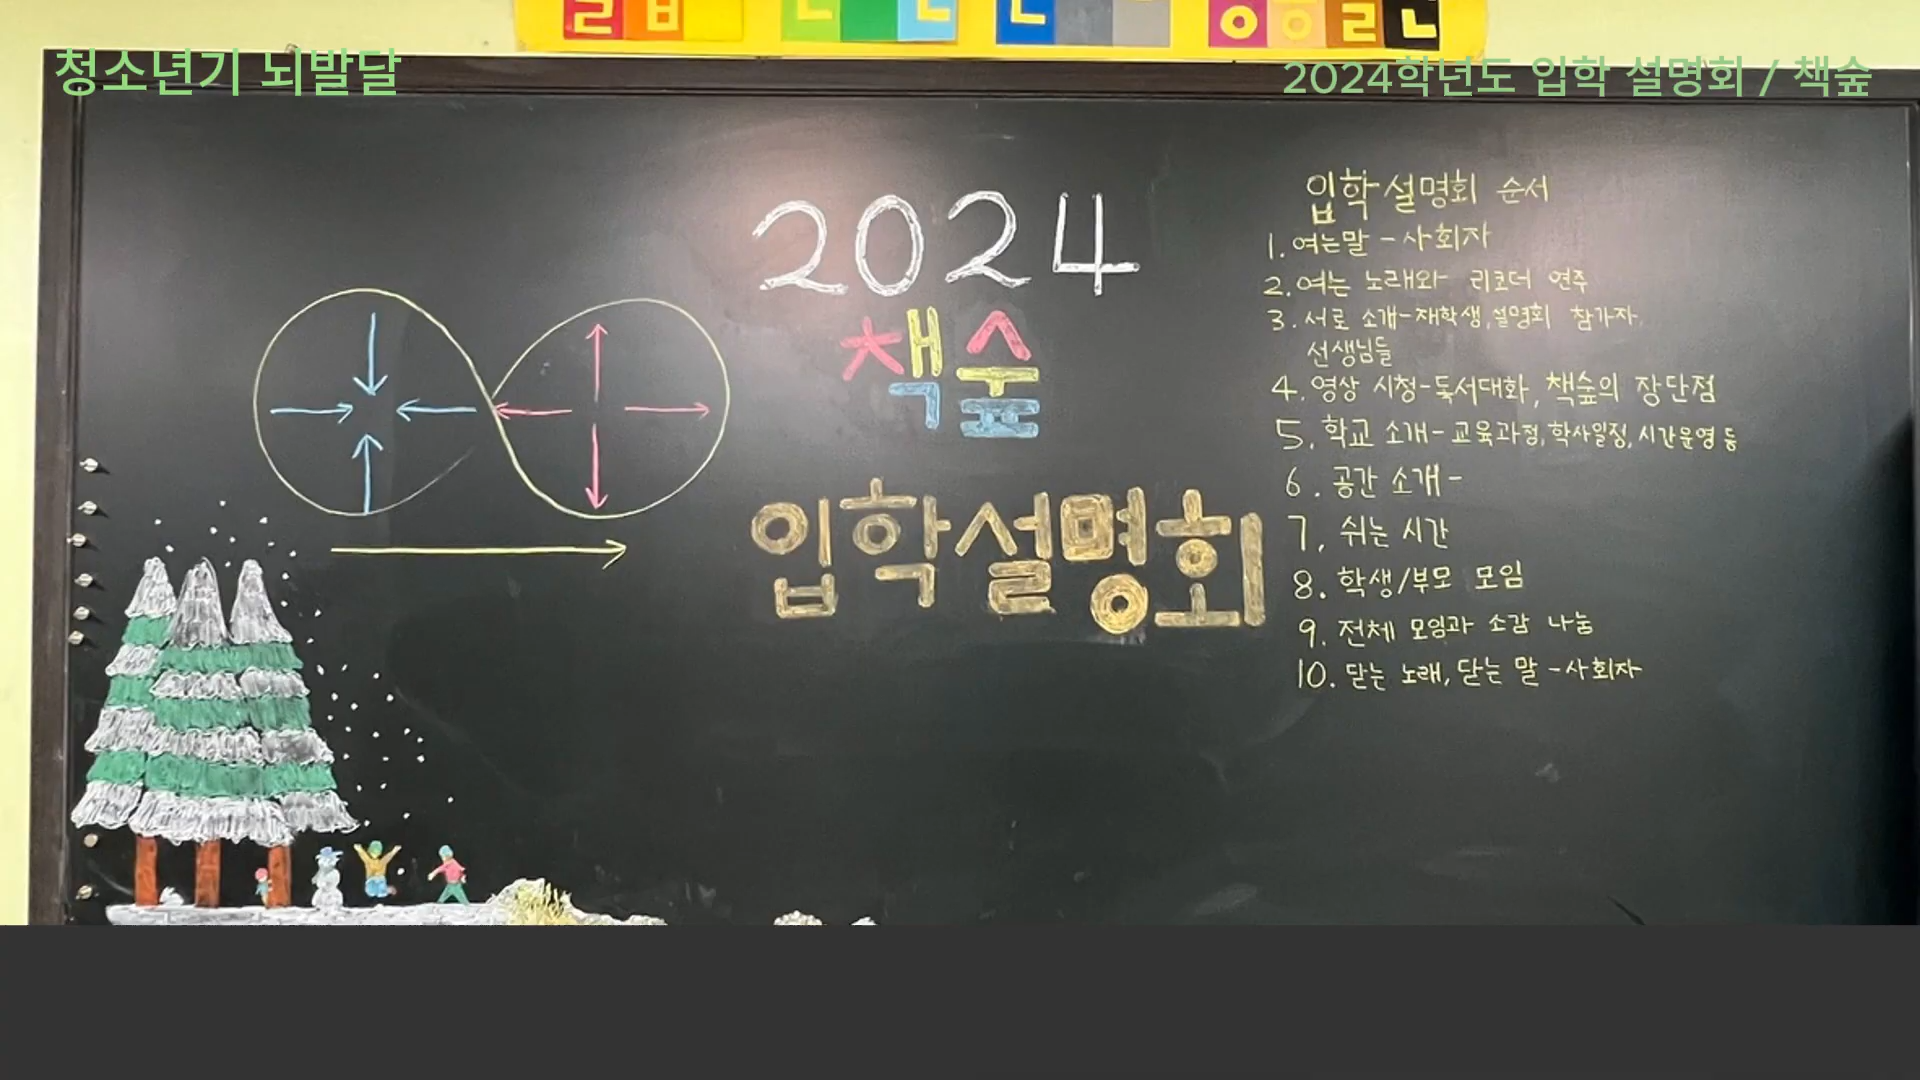 청소년기 뇌발달
2024학년도 입학 설명회 / 책숲
2024
책숲
입학설명회
입학설명회 순서
1. 여는말 - 사회자
2. 여는 노래와 리코더 연주
3. 서로 소개 - 재학생, 설명회 참가자,
선생님들
4. 영상 시청 - 독서대화, 책숲의 장단점
5. 학교 소개 - 교육과정, 학사일정, 시간운영 등
6. 공간 소개 -
7. 쉬는 시간
8. 학생/부모 모임
9. 전체 모임과 소감 나눔
10. 닫는 노래, 닫는 말 - 사회자